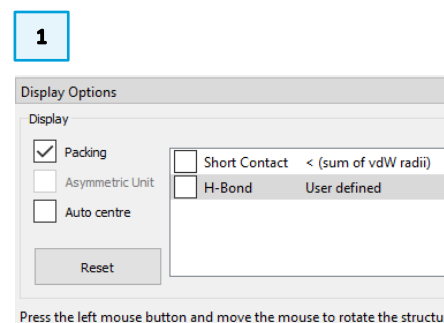 1
Display Options
Display
Packing
Short Contact < (sum of vdW radii)
Asymmetric Unit
H-Bond User defined
Auto centre
Reset
Press the left mouse button and move the mouse to rotate the structu